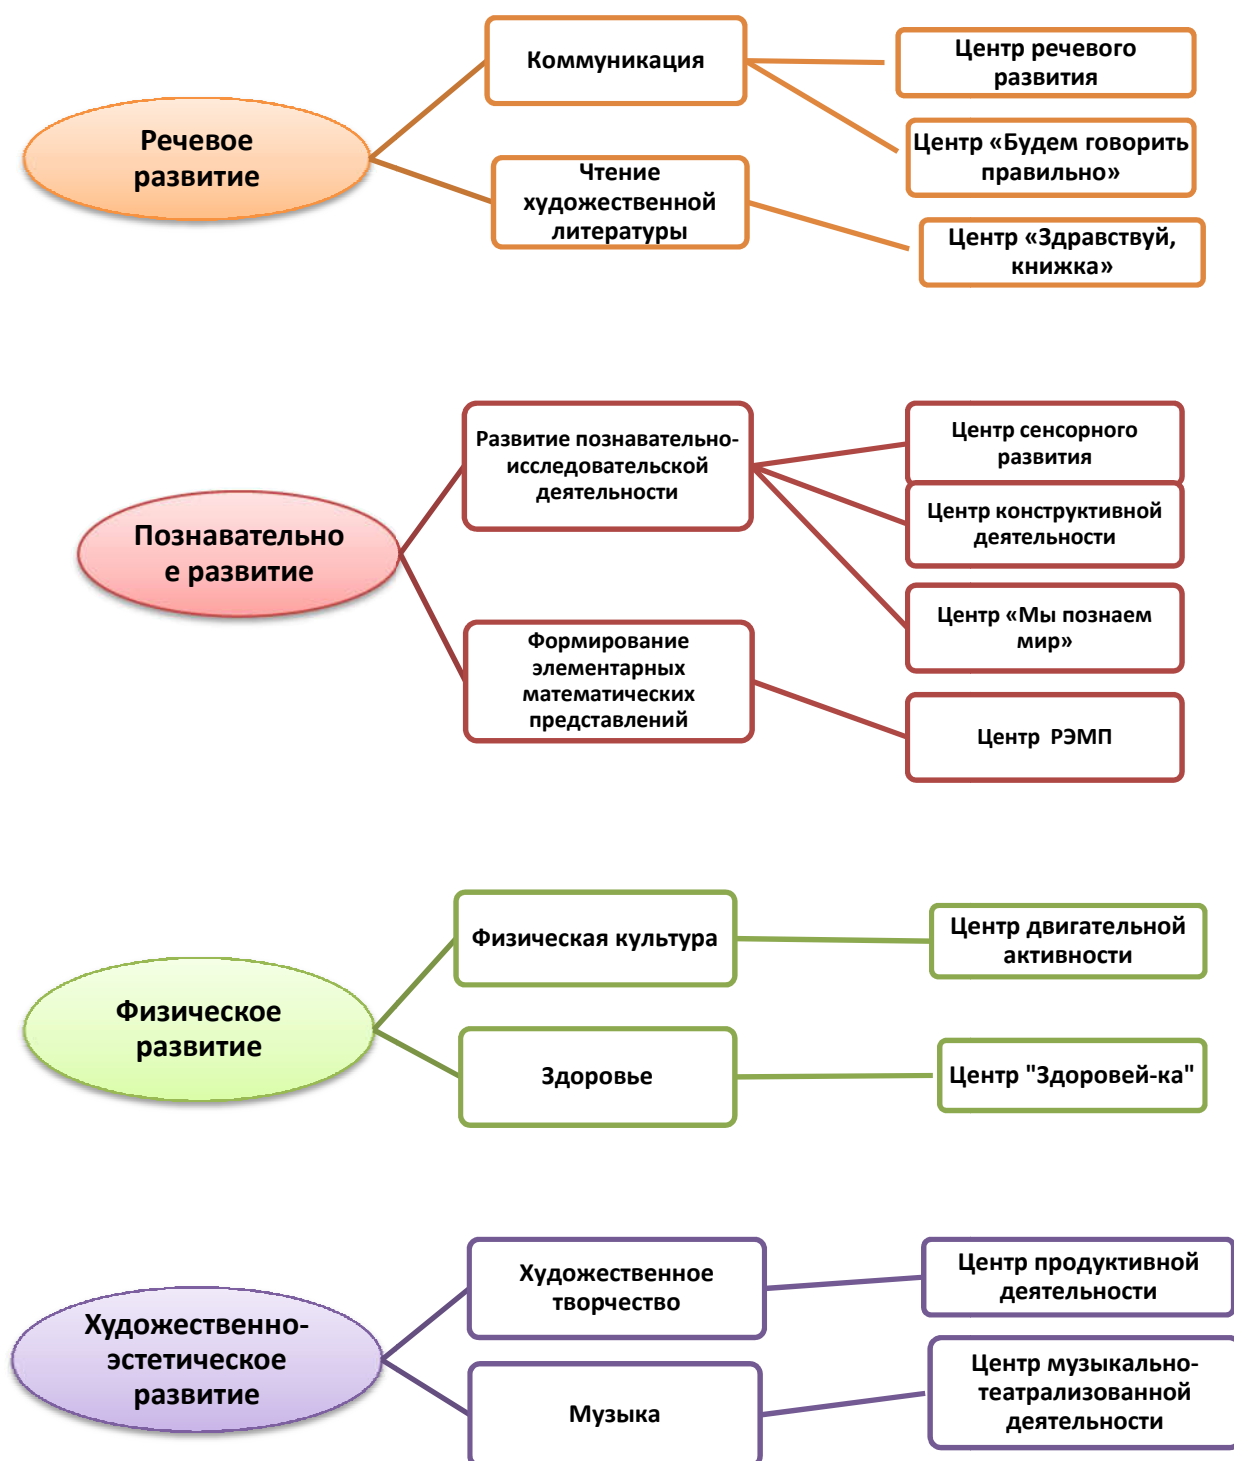 Коммуникация
Центр речевого
развития
Речевое
развитие
Центр «Будем говорить
правильно»
Чтение
художественной
литературы
Центр «Здравствуй,
книжка»
Развитие познавательно-
исследовательской
деятельности
Центр сенсорного
развития
Центр конструктивной
деятельности
Познавательно
е развитие
Центр «Мы познаем
мир»
Формирование
элементарных
математических
представлений
Центр РЭМП
Физическая культура
Центр двигательной
активности
Физическое
развитие
Здоровье
Центр "Здоровей-ка"
Художественное
творчество
Центр продуктивной
деятельности
Художественно-
эстетическое
развитие
Музыка
Центр музыкально-
театрализованной
деятельности